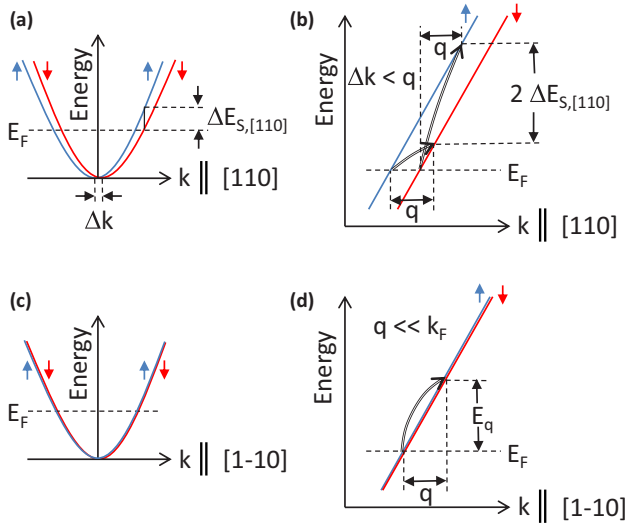 (a)
Energy
E_F
ΔE_S,[110]
k || [110]
Δk
(b)
Energy
Δk < q
q
2 ΔE_S,[110]
E_F
q
k || [110]
(c)
Energy
E_F
k || [1-10]
(d)
Energy
q << k_F
E_q
E_F
q
k || [1-10]